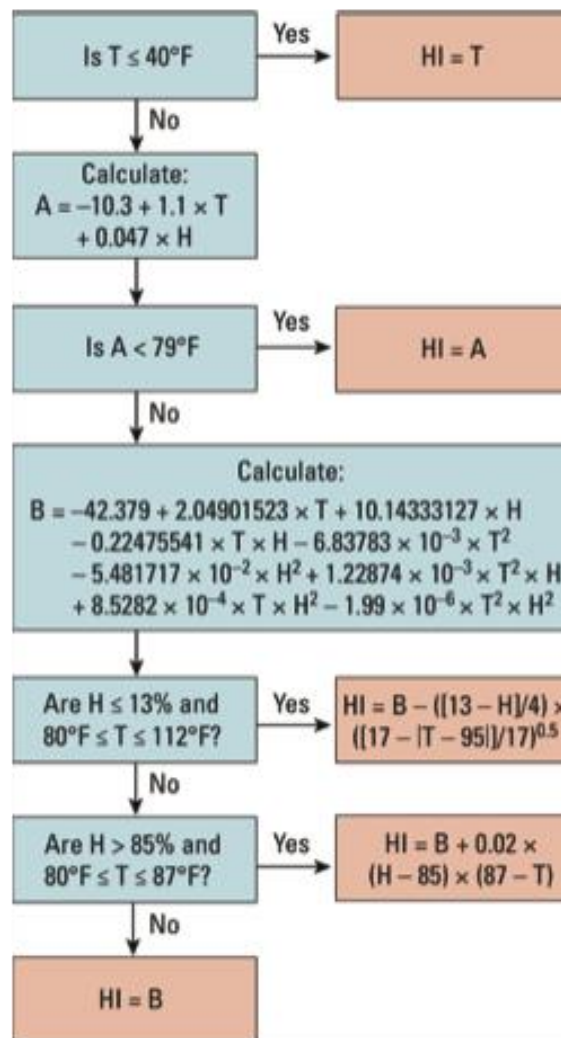 Is T ≤ 40°F
Yes
HI = T
No
Calculate:
A = –10.3 + 1.1 × T
+ 0.047 × H
Is A < 79°F
Yes
HI = A
No
Calculate:
B = –42.379 + 2.04901523 × T + 10.14333127 × H
– 0.22475541 × T × H – 6.83783 × 10⁻³ × T²
– 5.481717 × 10⁻² × H² + 1.22874 × 10⁻³ × T² × H
+ 8.5282 × 10⁻⁴ × T × H² – 1.99 × 10⁻⁶ × T² × H²
Are H ≤ 13% and
80°F ≤ T ≤ 112°F?
Yes
HI = B – ([13 – H]/4) ×
([17 – |T – 95|]/17)⁰·⁵
No
Are H > 85% and
80°F ≤ T ≤ 87°F?
Yes
HI = B + 0.02 ×
(H – 85) × (87 – T)
No
HI = B